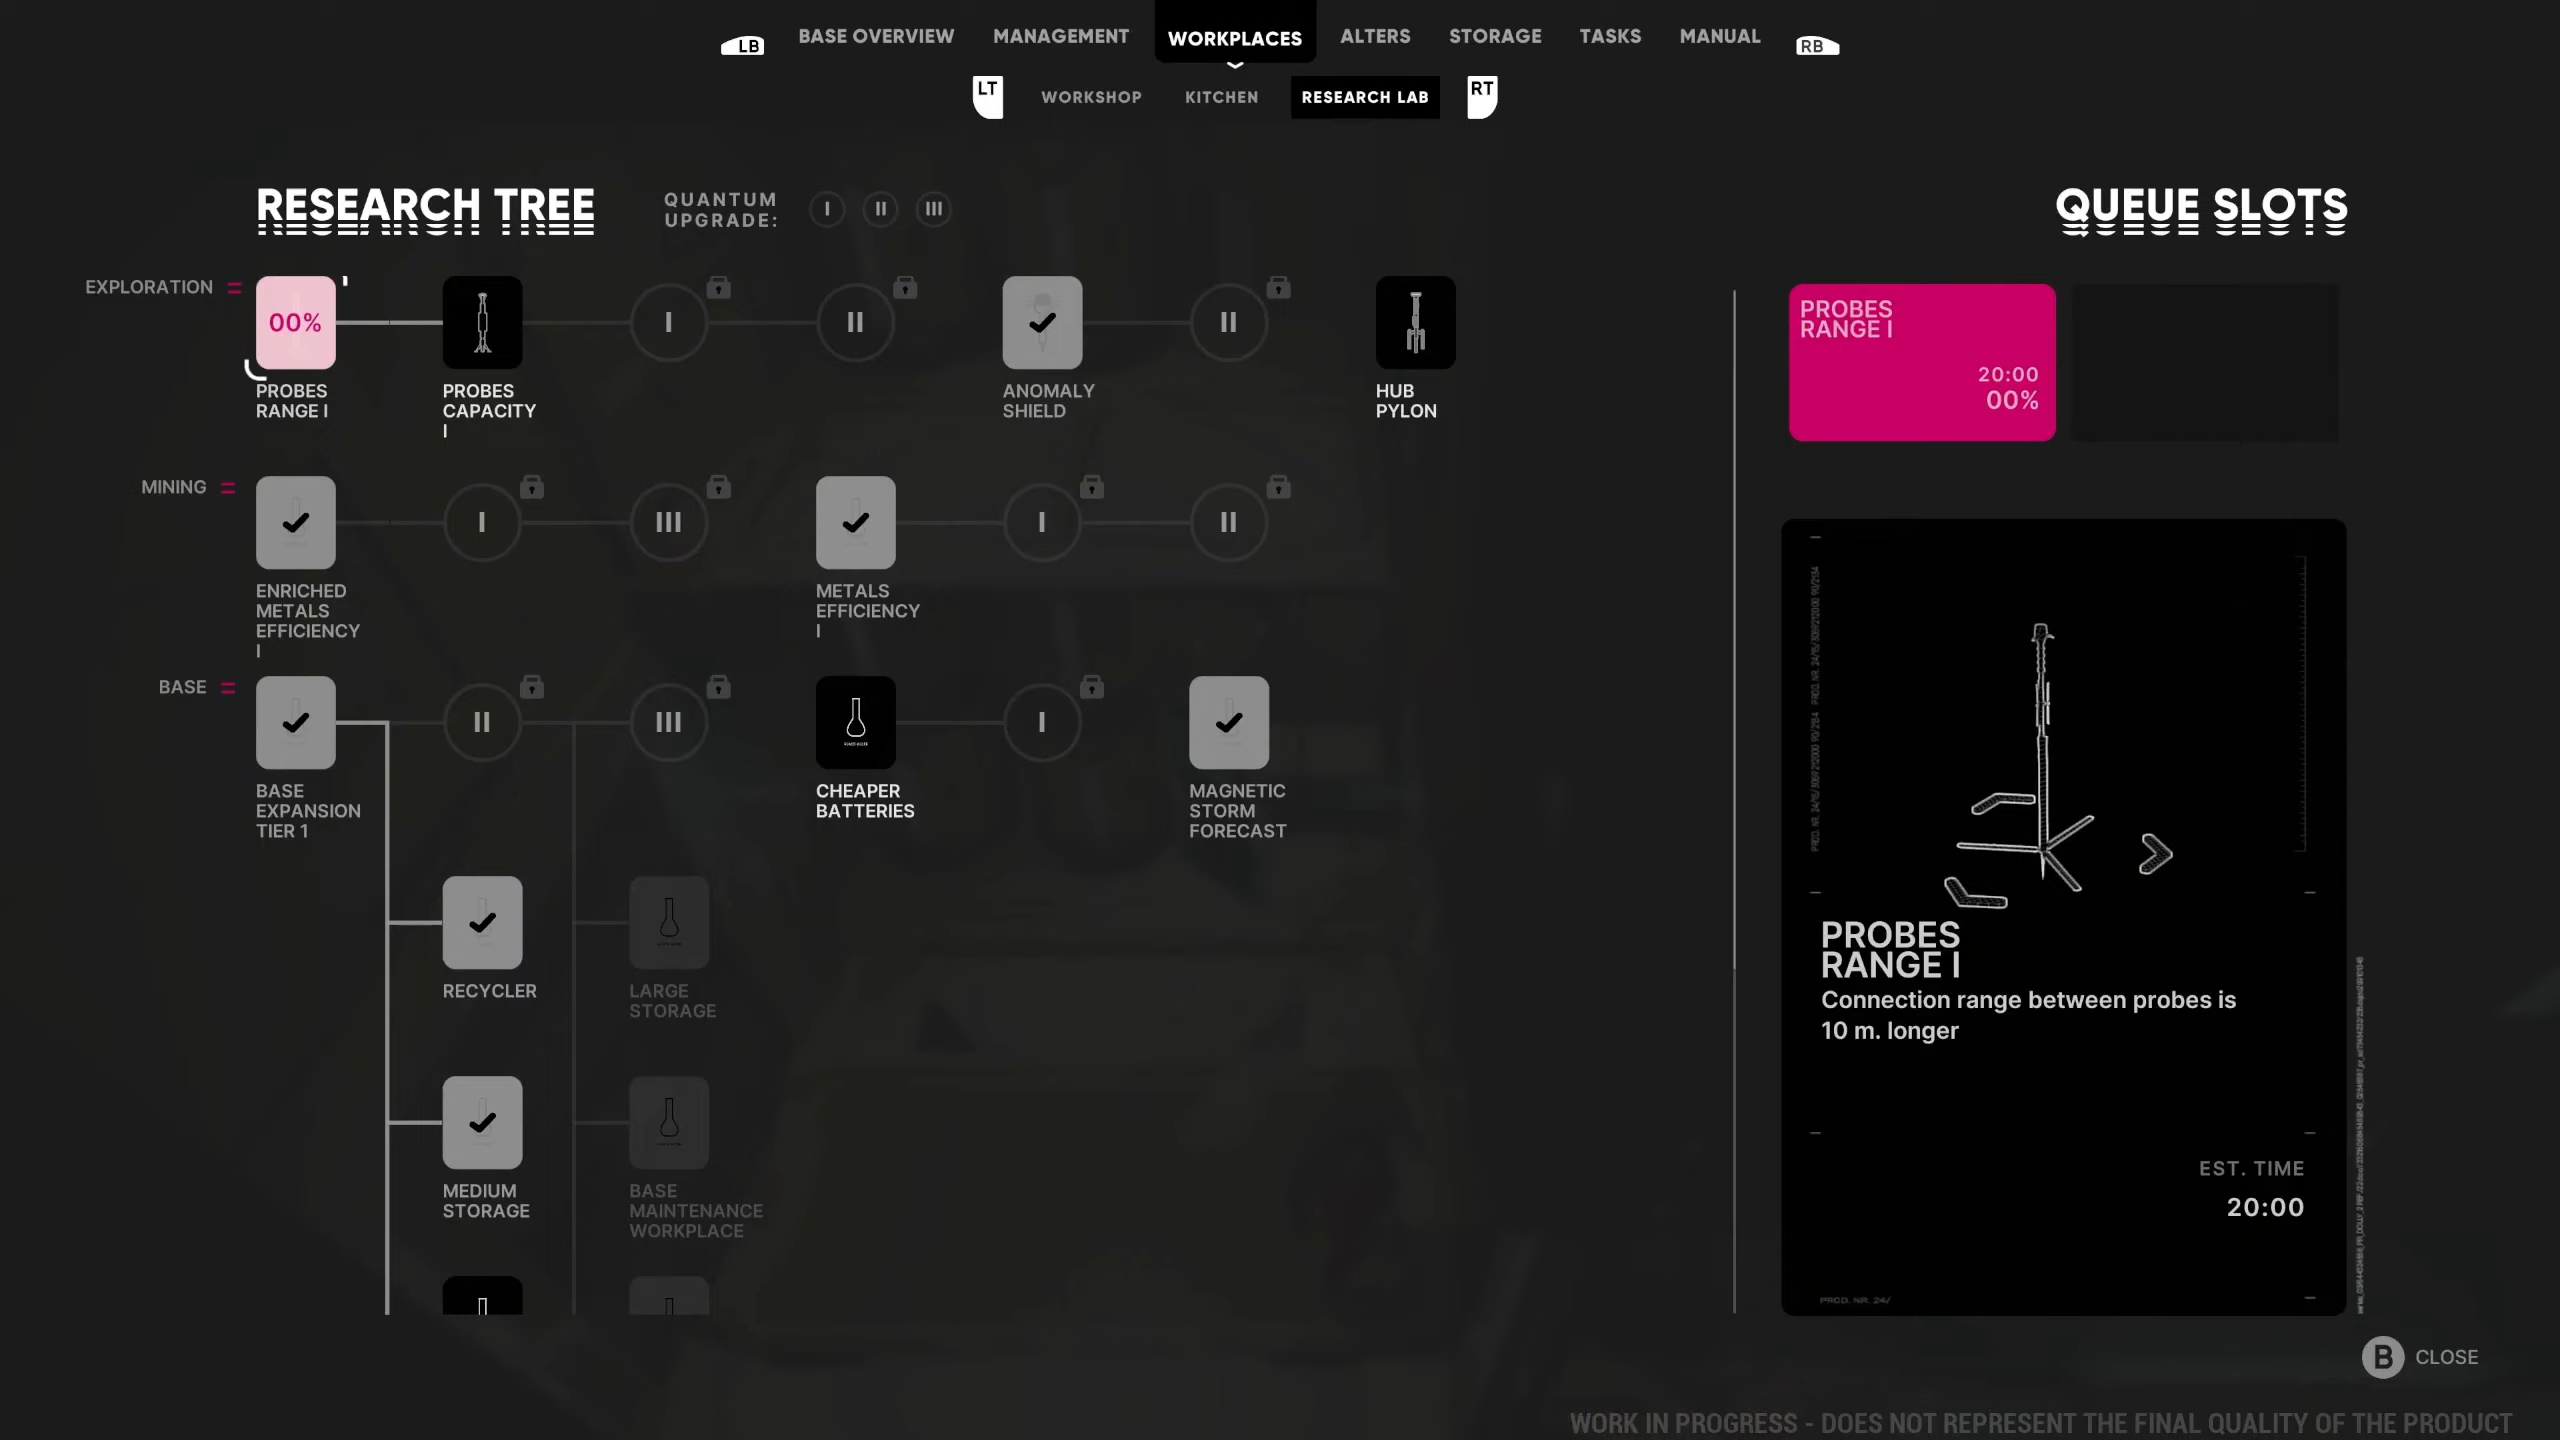 LB
BASE OVERVIEW
MANAGEMENT
WORKPLACES
ALTERS
STORAGE
TASKS
MANUAL
RB
LT
WORKSHOP
KITCHEN
RESEARCH LAB
RT
RESEARCH TREE
QUANTUM
UPGRADE:
I
II
III
QUEUE SLOTS
EXPLORATION
00%
PROBES
RANGE I
PROBES
CAPACITY
I
I
II
ANOMALY
SHIELD
II
HUB
PYLON
MINING
ENRICHED
METALS
EFFICIENCY
I
I
III
METALS
EFFICIENCY
I
I
II
BASE
BASE
EXPANSION
TIER 1
II
III
CHEAPER
BATTERIES
I
MAGNETIC
STORM
FORECAST
RECYCLER
LARGE
STORAGE
MEDIUM
STORAGE
BASE
MAINTENANCE
WORKPLACE
PROBES
RANGE I
20:00
00%
PROBES
RANGE I
Connection range between probes is
10 m. longer
EST. TIME
20:00
PROD. NR. 24/
B CLOSE
WORK IN PROGRESS - DOES NOT REPRESENT THE FINAL QUALITY OF THE PRODUCT